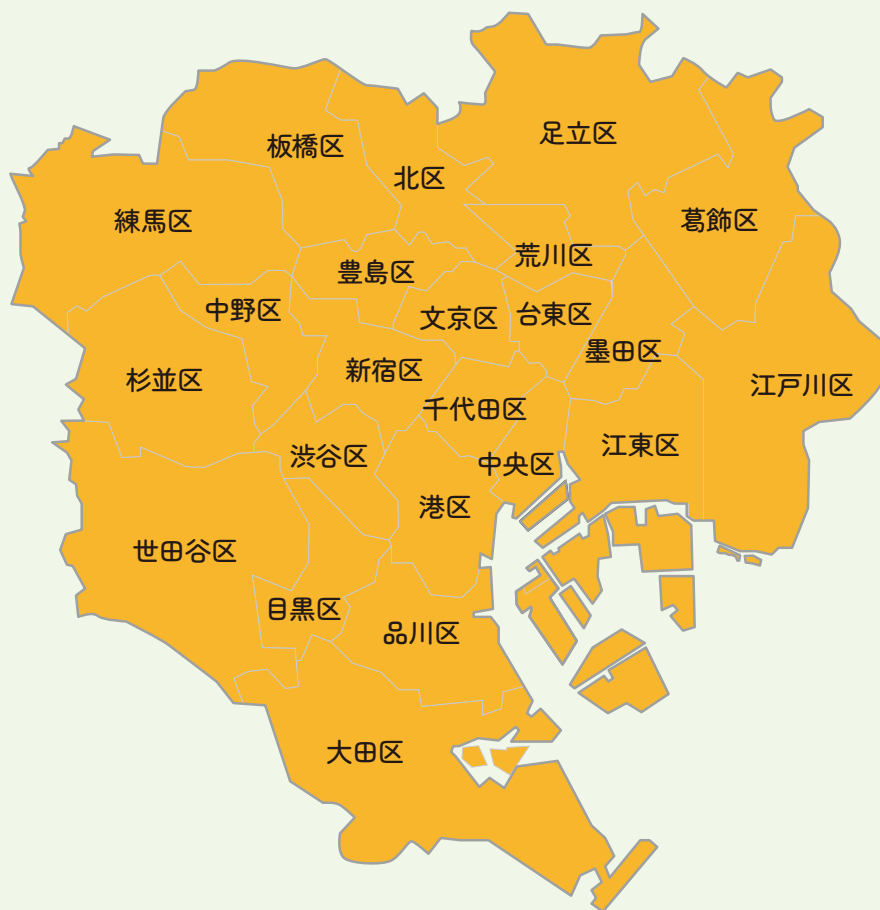 足立区
板橋区
北区
練馬区
葛飾区
荒川区
豊島区
中野区
文京区
台東区
墨田区
新宿区
杉並区
江戸川区
千代田区
渋谷区
中央区
江東区
港区
世田谷区
目黒区
品川区
大田区